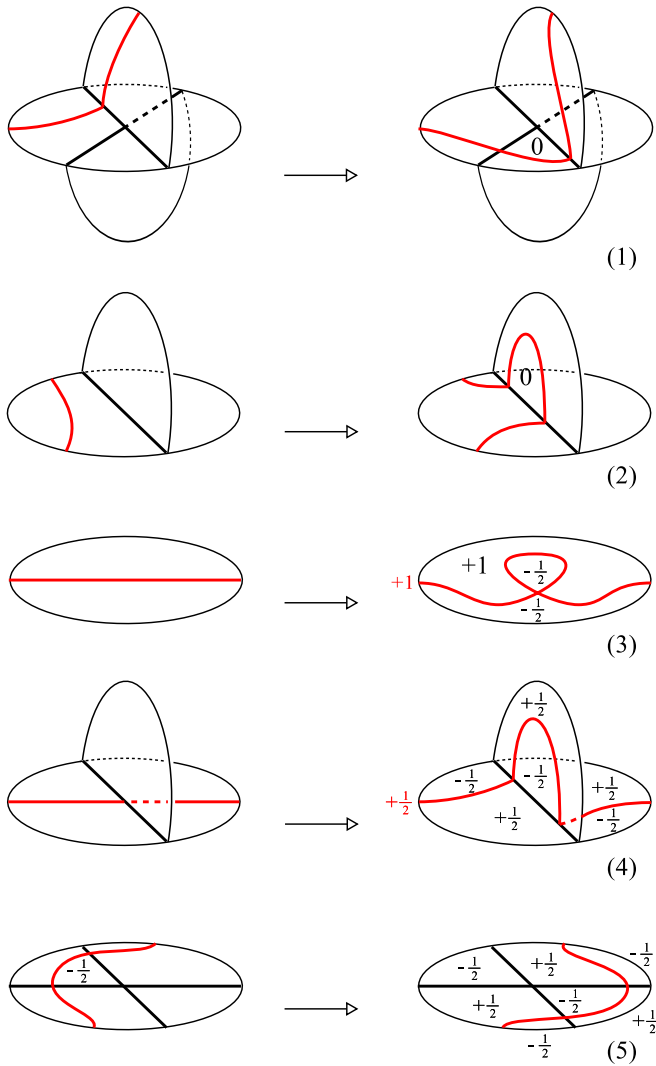 0
(1)
0
(2)
+1 +1 - 1/2
- 1/2
(3)
+ 1/2
- 1/2 - 1/2 + 1/2
+ 1/2 + 1/2 - 1/2
(4)
- 1/2 - 1/2 + 1/2 - 1/2
+ 1/2 - 1/2 + 1/2
- 1/2
(5)